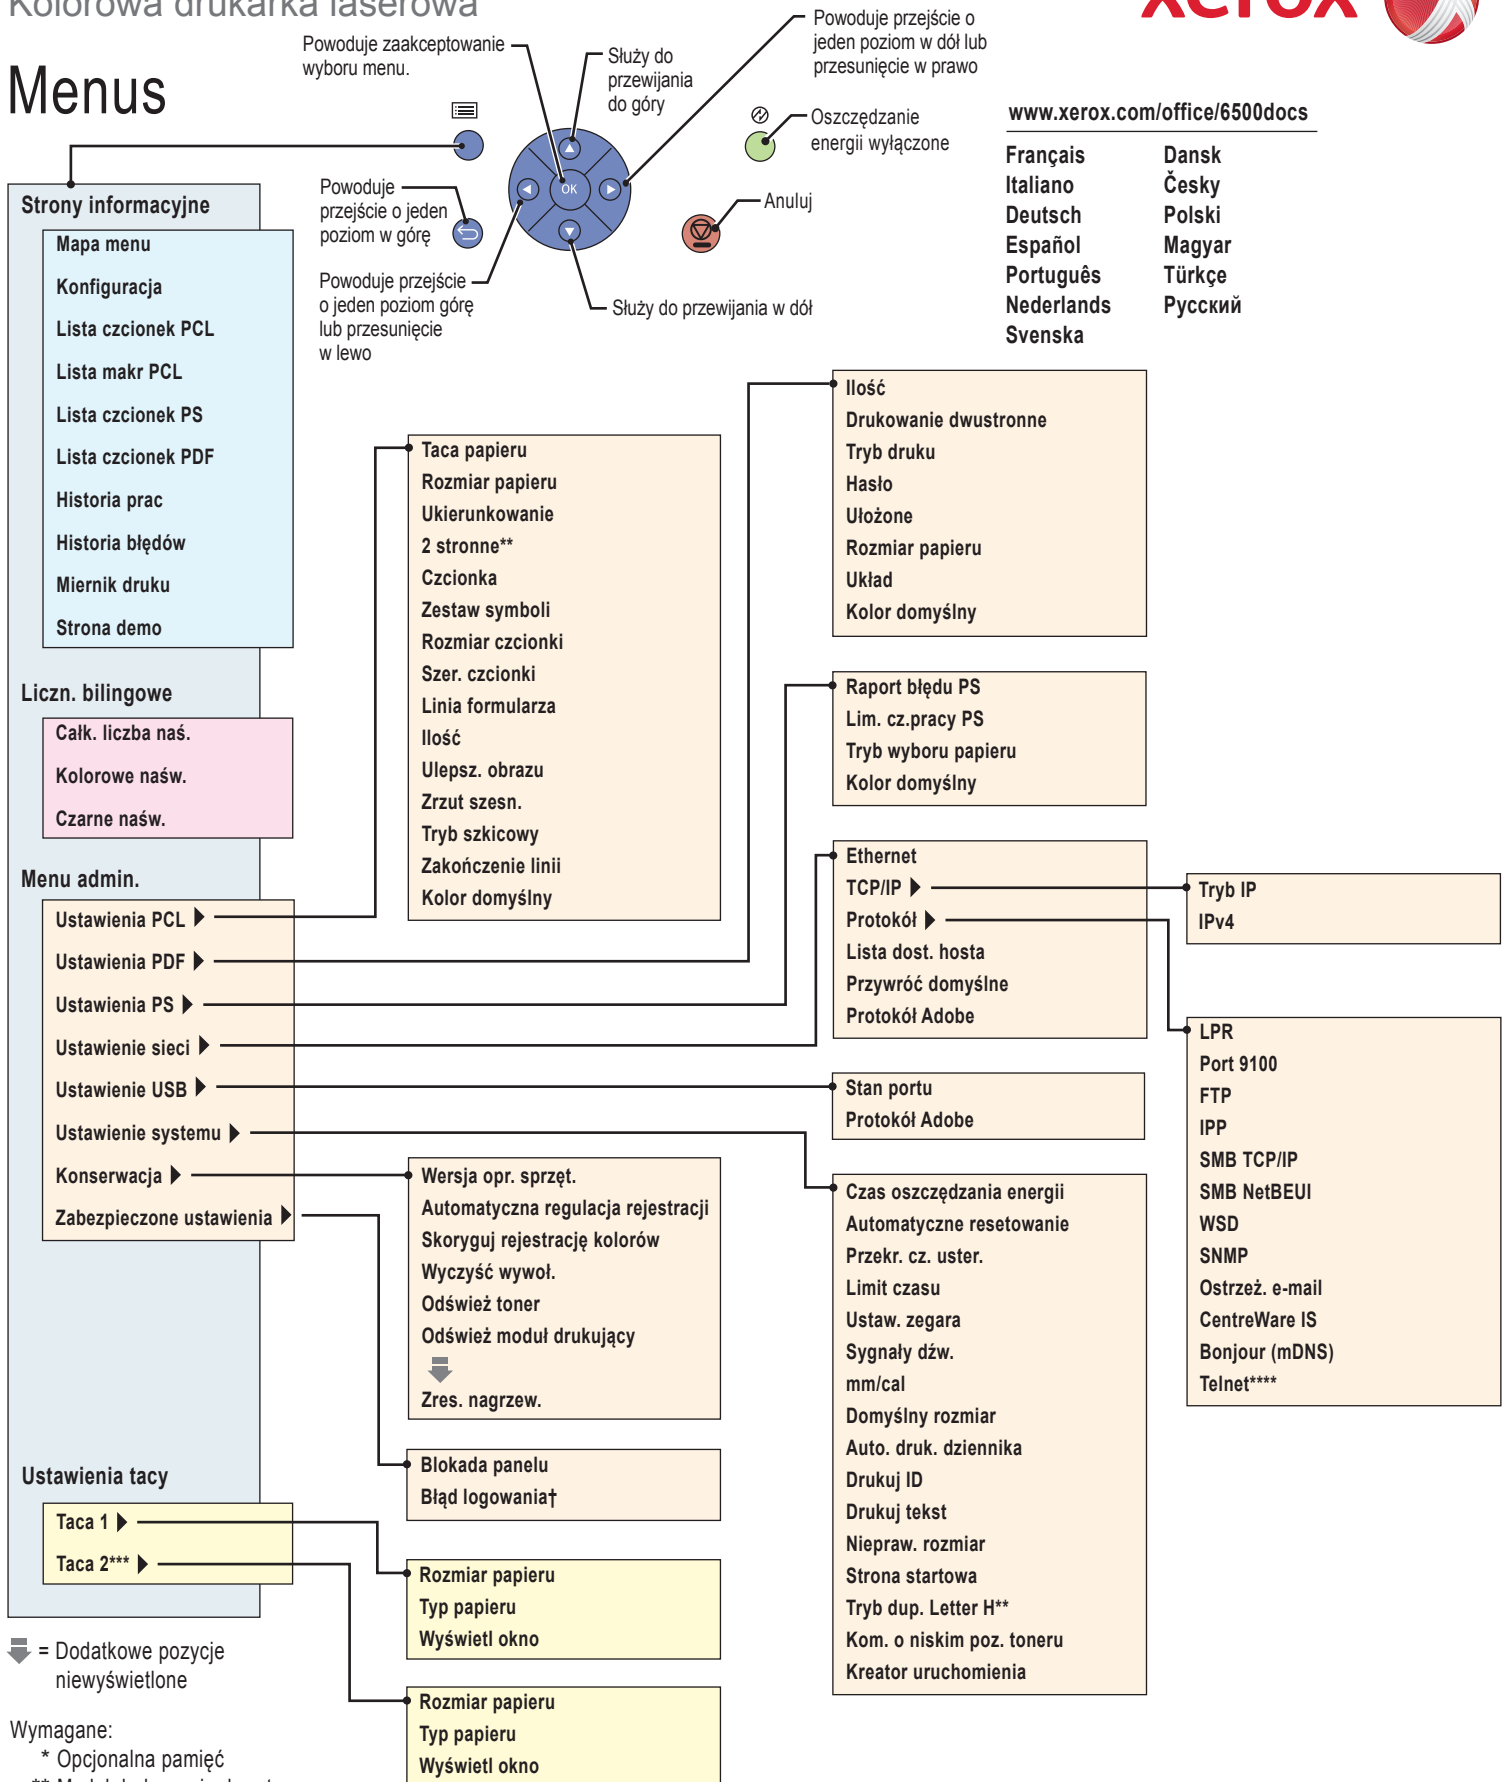 Kolorowa drukarka laserowa
xerox
Menus
Powoduje zaakceptowanie
wyboru menu.
Służy do
przewijania
do góry
Powoduje przejście o
jeden poziom w dół lub
przesunięcie w prawo
Oszczędzanie
energii wyłączone
Anuluj
OK
Powoduje
przejście o jeden
poziom w górę
Powoduje przejście
o jeden poziom górę
lub przesunięcie
w lewo
Służy do przewijania w dół
www.xerox.com/office/6500docs
Français
Italiano
Deutsch
Español
Português
Nederlands
Svenska
Dansk
Česky
Polski
Magyar
Türkçe
Русский
Strony informacyjne
Mapa menu
Konfiguracja
Lista czcionek PCL
Lista makr PCL
Lista czcionek PS
Lista czcionek PDF
Historia prac
Historia błędów
Miernik druku
Strona demo
Liczn. bilingowe
Całk. liczba naś.
Kolorowe naśw.
Czarne naśw.
Menu admin.
Ustawienia PCL
Ustawienia PDF
Ustawienia PS
Ustawienie sieci
Ustawienie USB
Ustawienie systemu
Konserwacja
Zabezpieczone ustawienia
Ustawienia tacy
Taca 1
Taca 2***
Taca papieru
Rozmiar papieru
Ukierunkowanie
2 stronne**
Czcionka
Zestaw symboli
Rozmiar czcionki
Szer. czcionki
Linia formularza
Ilość
Ulepsz. obrazu
Zrzut szesn.
Tryb szkicowy
Zakończenie linii
Kolor domyślny
Wersja opr. sprzęt.
Automatyczna regulacja rejestracji
Skoryguj rejestrację kolorów
Wyczyść wywoł.
Odśwież toner
Odśwież moduł drukujący
Zres. nagrzew.
Blokada panelu
Błąd logowania†
Rozmiar papieru
Typ papieru
Wyświetl okno
Rozmiar papieru
Typ papieru
Wyświetl okno
Ilość
Drukowanie dwustronne
Tryb druku
Hasło
Ułożone
Rozmiar papieru
Układ
Kolor domyślny
Raport błędu PS
Lim. cz.pracy PS
Tryb wyboru papieru
Kolor domyślny
Ethernet
TCP/IP
Protokół
Lista dost. hosta
Przywróć domyślne
Protokół Adobe
Stan portu
Protokół Adobe
Czas oszczędzania energii
Automatyczne resetowanie
Przekr. cz. uster.
Limit czasu
Ustaw. zegara
Sygnały dźw.
mm/cal
Domyślny rozmiar
Auto. druk. dziennika
Drukuj ID
Drukuj tekst
Niepraw. rozmiar
Strona startowa
Tryb dup. Letter H**
Kom. o niskim poz. toneru
Kreator uruchomienia
Tryb IP
IPv4
LPR
Port 9100
FTP
IPP
SMB TCP/IP
SMB NetBEUI
WSD
SNMP
Ostrzeż. e-mail
CentreWare IS
Bonjour (mDNS)
Telnet****
= Dodatkowe pozycje
niewyświetlone
Wymagane:
* Opcjonalna pamięć